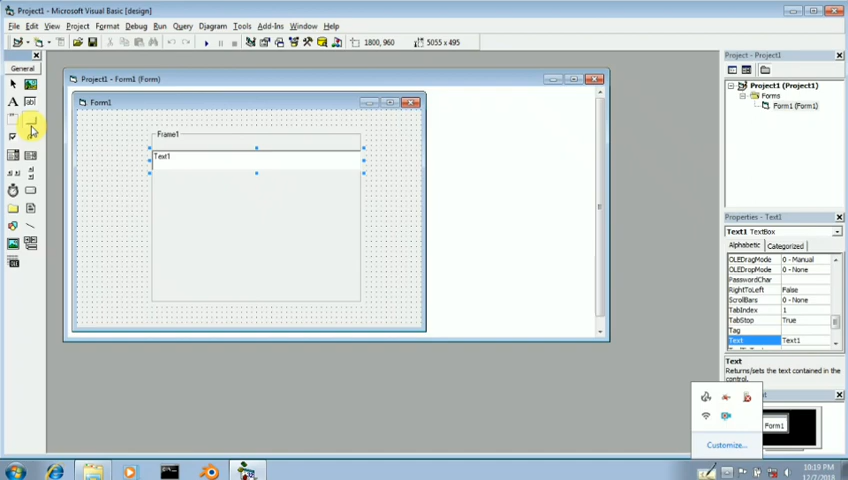 Project1 - Microsoft Visual Basic [design]
File Edit View Project Format Debug Run Query Diagram Tools Add-Ins Window Help
1800, 960
5055 x 495
General
A
ab|
Project1 - Form1 (Form)
Form1
Frame1
Text1
Project - Project1
Project1 (Project1)
Forms
Form1 (Form1)
Properties - Text1
Text1 TextBox
Alphabetic Categorized
OLEDragMode 0 - Manual
OLEDropMode 0 - None
PasswordChar
RightToLeft False
ScrollBars 0 - None
TabIndex 1
TabStop True
Tag
Text Text1
Text
Returns/sets the text contained in the control.
Form1
Customize...
10:19 PM
12/7/2018